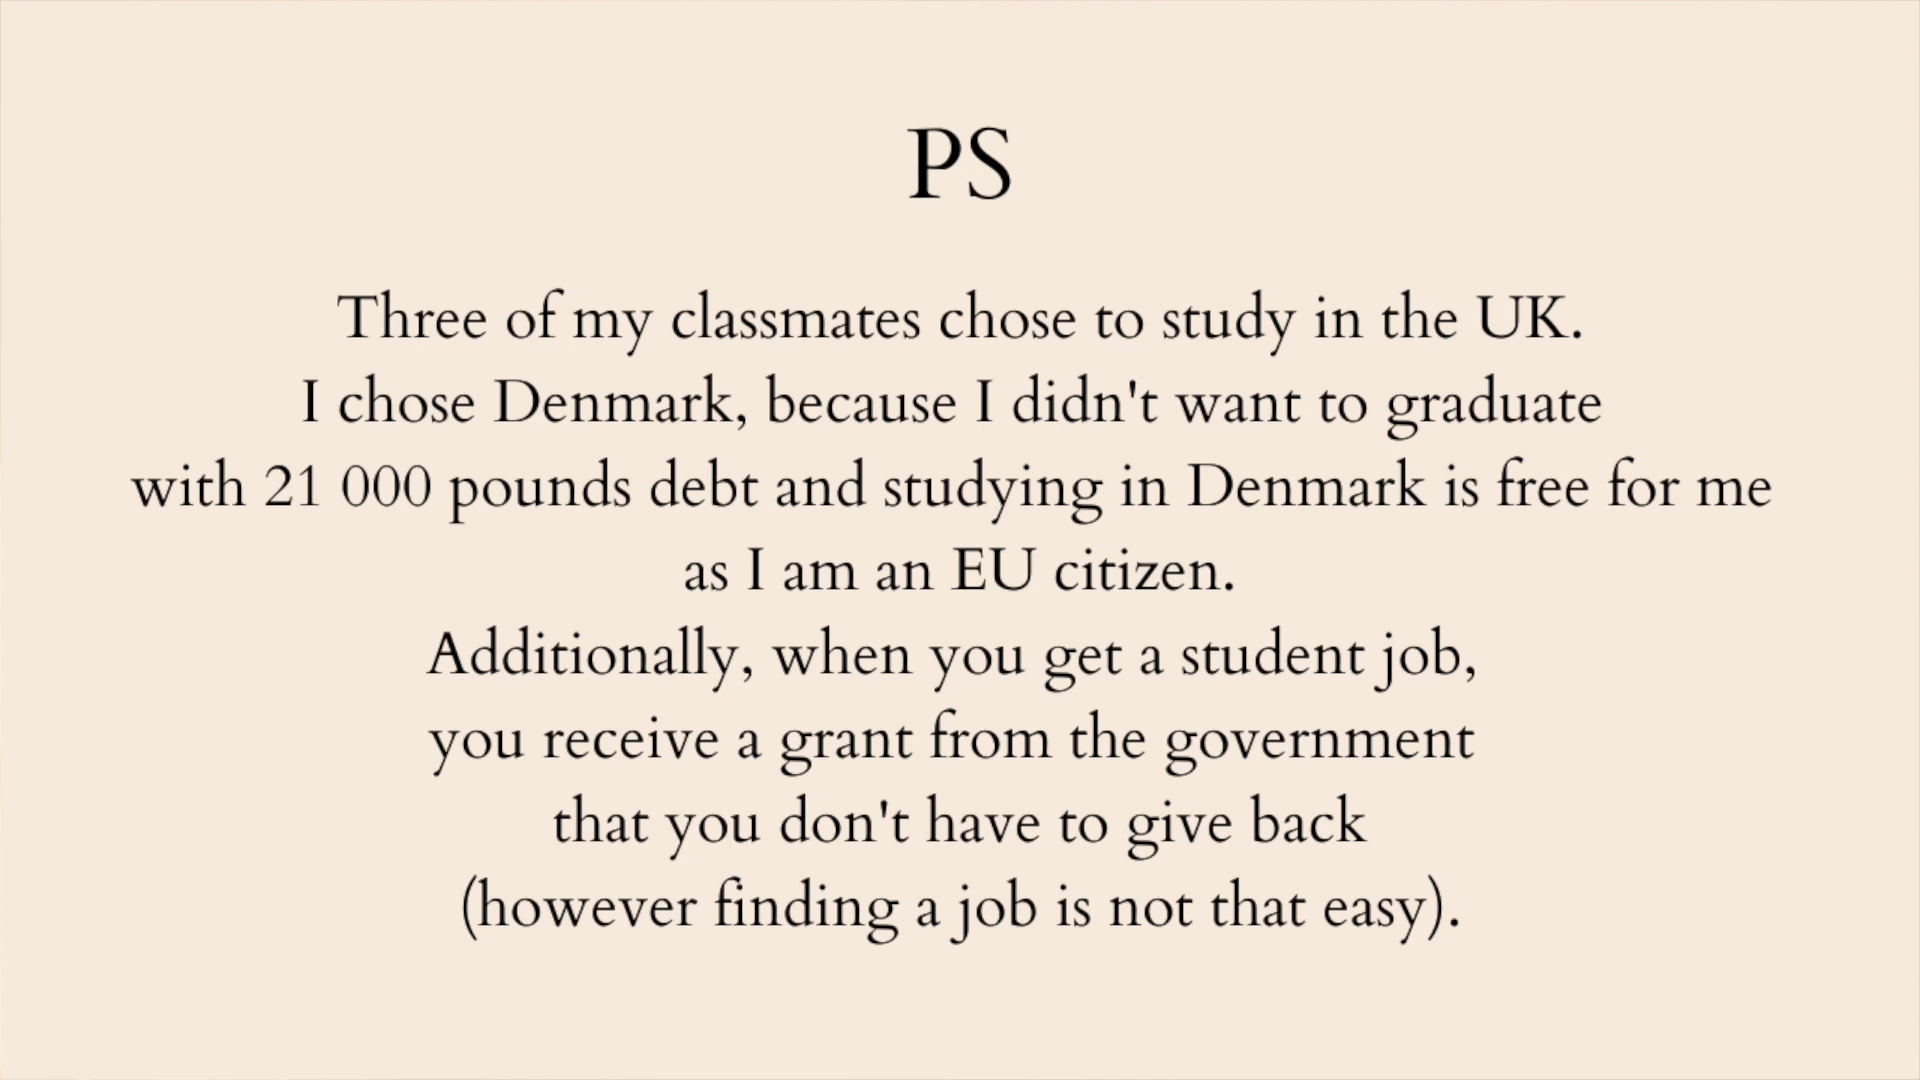 PS
Three of my classmates chose to study in the UK.
I chose Denmark, because I didn't want to graduate
with 21 000 pounds debt and studying in Denmark is free for me
as I am an EU citizen.
Additionally, when you get a student job,
you receive a grant from the government
that you don't have to give back
(however finding a job is not that easy).